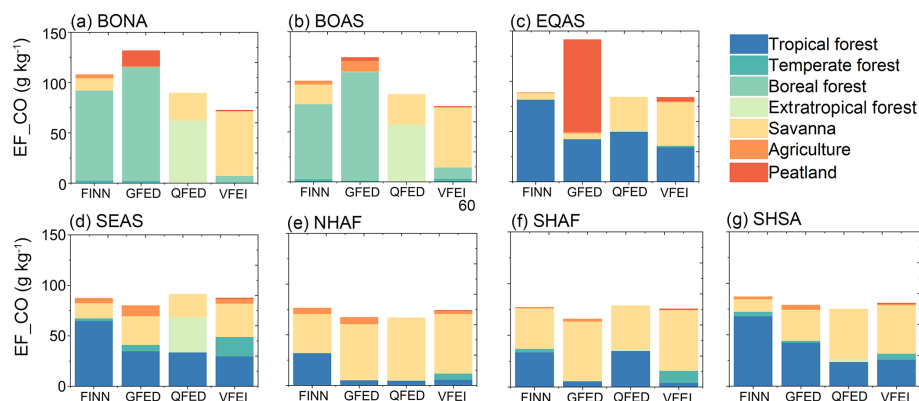 (a) BONA
(b) BOAS
(c) EQAS
EF_CO (g kg⁻¹)
150
100
50
0
FINN GFED QFED VFEI
FINN GFED QFED VFEI
60
FINN GFED QFED VFEI
Tropical forest
Temperate forest
Boreal forest
Extratropical forest
Savanna
Agriculture
Peatland
(d) SEAS
(e) NHAF
(f) SHAF
(g) SHSA
EF_CO (g kg⁻¹)
150
100
50
0
FINN GFED QFED VFEI
FINN GFED QFED VFEI
FINN GFED QFED VFEI
FINN GFED QFED VFEI